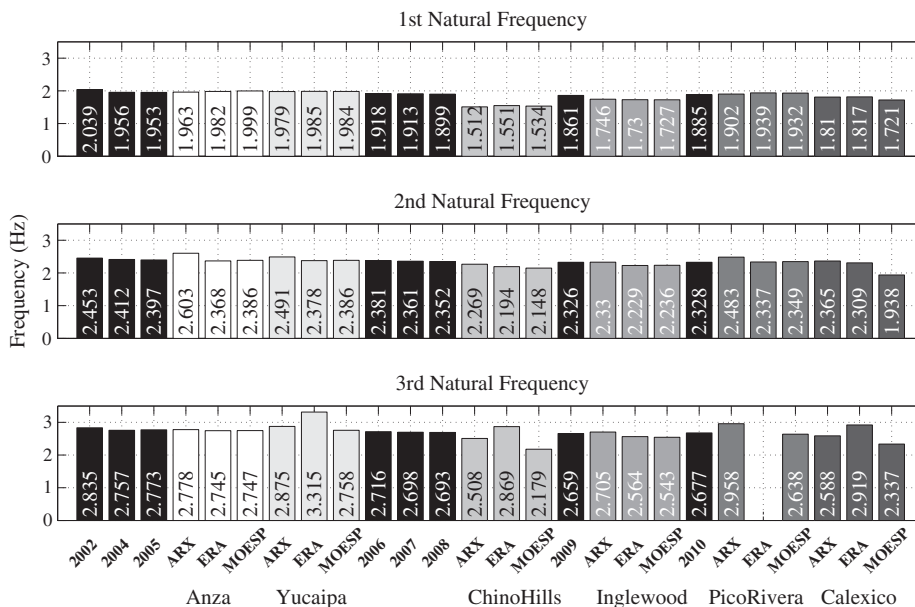 1st Natural Frequency
3
2
1
0
2.039 1.956 1.953 1.963 1.982 1.999 1.979 1.985 1.984 1.918 1.913 1.899 1.512 1.551 1.534 1.861 1.746 1.73 1.727 1.885 1.902 1.939 1.932 1.81 1.817 1.721
2nd Natural Frequency
Frequency (Hz)
3
2
1
0
2.453 2.412 2.397 2.603 2.368 2.386 2.491 2.378 2.386 2.381 2.361 2.352 2.269 2.194 2.148 2.326 2.33 2.229 2.236 2.328 2.483 2.337 2.349 2.365 2.309 1.938
3rd Natural Frequency
3
2
1
0
2.835 2.757 2.773 2.778 2.745 2.747 2.875 3.315 2.758 2.716 2.698 2.693 2.508 2.869 2.179 2.659 2.705 2.564 2.543 2.677 2.958 2.638 2.588 2.919 2.337
2002 2004 2005 ARX ERA MOESP ARX ERA MOESP 2006 2007 2008 ARX ERA MOESP 2009 ARX ERA MOESP 2010 ARX ERA MOESP ARX ERA MOESP
Anza Yucaipa ChinoHills Inglewood PicoRivera Calexico